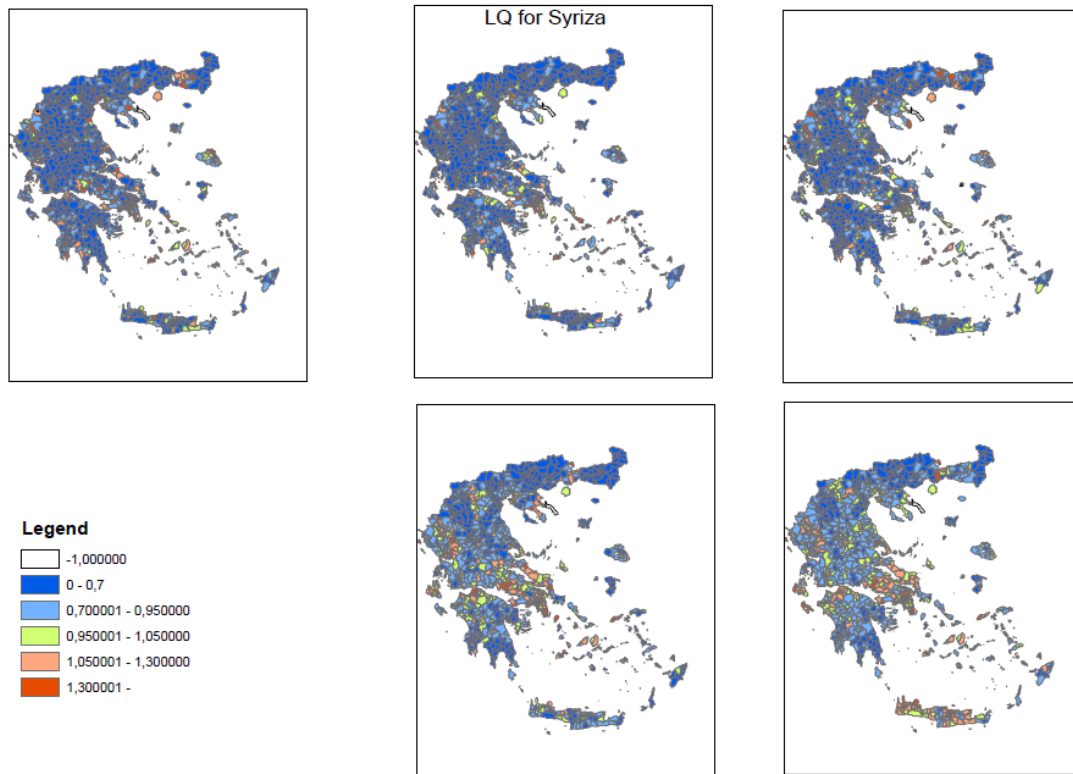 LQ for Syriza
Legend
-1,000000
0 - 0,7
0,700001 - 0,950000
0,950001 - 1,050000
1,050001 - 1,300000
1,300001 -